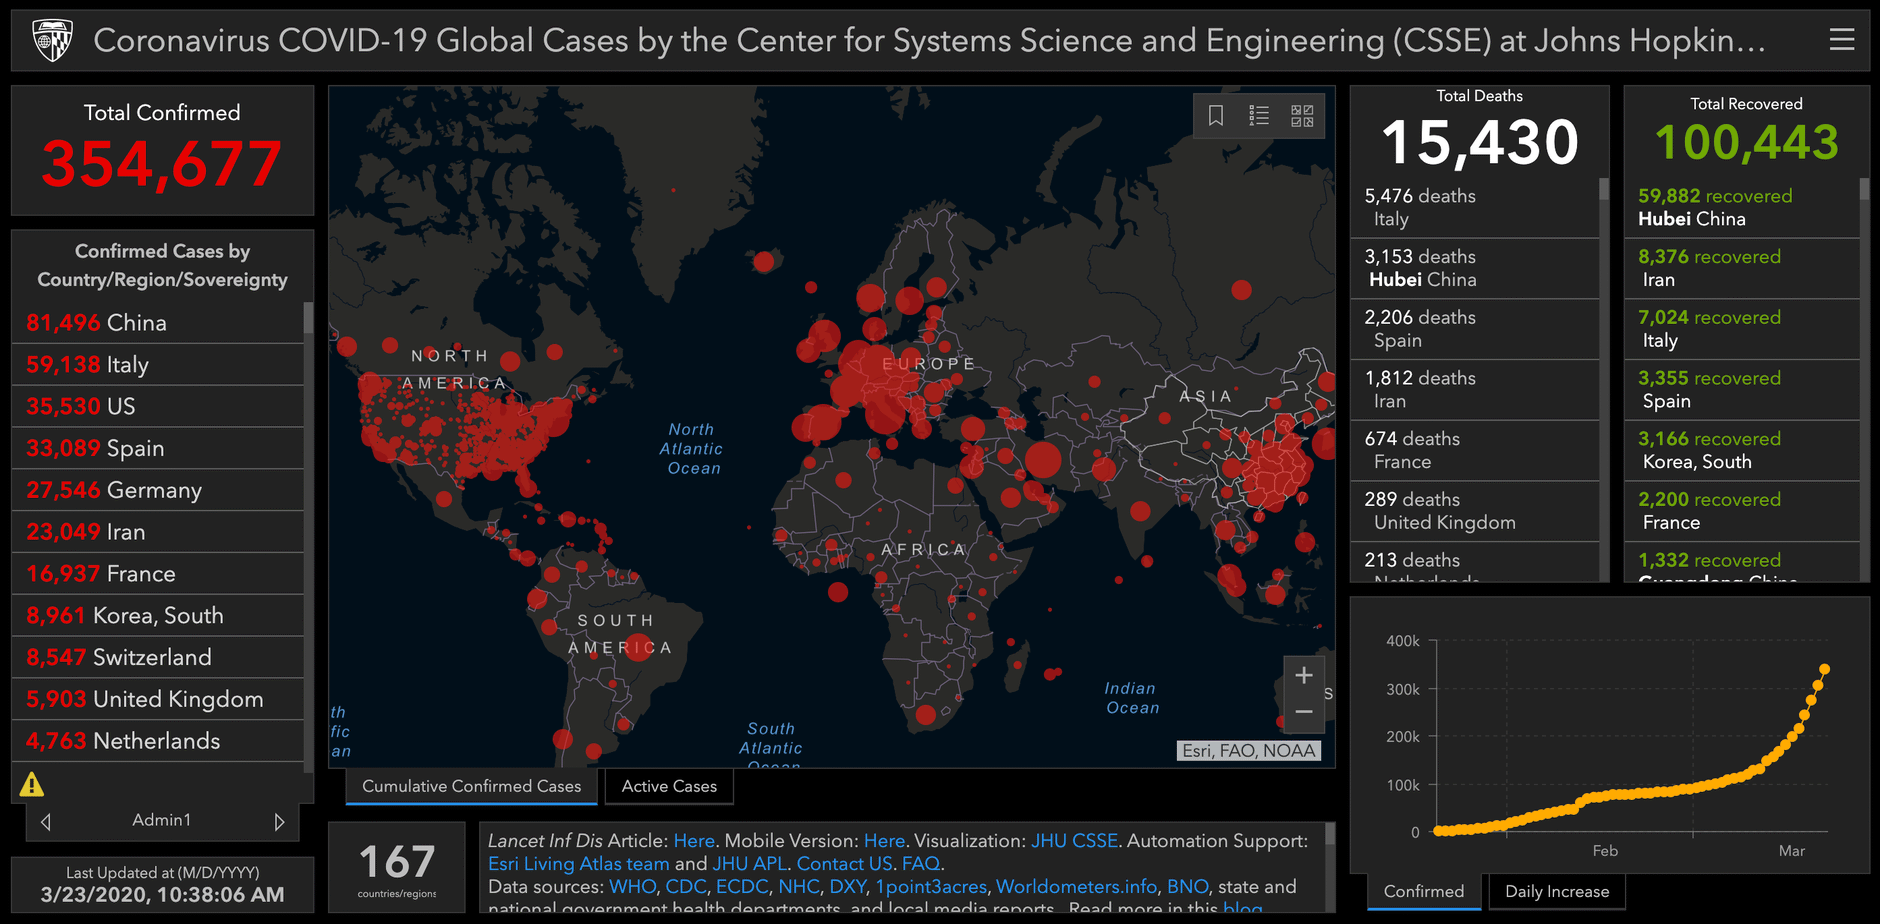 Coronavirus COVID-19 Global Cases by the Center for Systems Science and Engineering (CSSE) at Johns Hopkin...
Total Confirmed
354,677
Confirmed Cases by
Country/Region/Sovereignty
81,496 China
59,138 Italy
35,530 US
33,089 Spain
27,546 Germany
23,049 Iran
16,937 France
8,961 Korea, South
8,547 Switzerland
5,903 United Kingdom
4,763 Netherlands
Admin1
Last Updated at (M/D/YYYY)
3/23/2020, 10:38:06 AM
NORTH
AMERICA
EUROPE
ASIA
North
Atlantic
Ocean
AFRICA
SOUTH
AMERICA
Indian
Ocean
th
fic
an
South
Atlantic
Ocean
S
+
−
Esri, FAO, NOAA
Cumulative Confirmed Cases
Active Cases
167
countries/regions
Lancet Inf Dis Article: Here. Mobile Version: Here. Visualization: JHU CSSE. Automation Support:
Esri Living Atlas team and JHU APL. Contact US. FAQ.
Data sources: WHO, CDC, ECDC, NHC, DXY, 1point3acres, Worldometers.info, BNO, state and
national government health departments, and local media reports. Read more in this blog.
Total Deaths
15,430
5,476 deaths
Italy
3,153 deaths
Hubei China
2,206 deaths
Spain
1,812 deaths
Iran
674 deaths
France
289 deaths
United Kingdom
213 deaths
Netherlands
Total Recovered
100,443
59,882 recovered
Hubei China
8,376 recovered
Iran
7,024 recovered
Italy
3,355 recovered
Spain
3,166 recovered
Korea, South
2,200 recovered
France
1,332 recovered
Guangdong China
400k
300k
200k
100k
0
Feb
Mar
Confirmed
Daily Increase